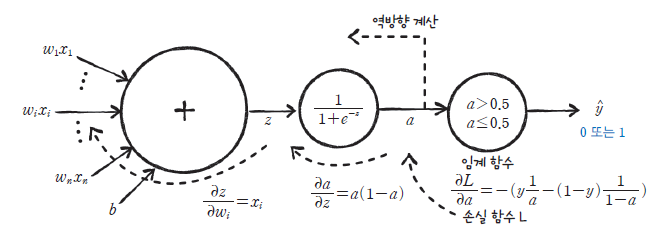 역방향 계산
w₁x₁
⋮
wᵢxᵢ
⋮
wₙxₙ
b
+
z
1/(1+e⁻ᶻ)
a
a>0.5
a≤0.5
임계 함수
ŷ
0 또는 1
∂z/∂wᵢ=xᵢ
∂a/∂z=a(1−a)
∂L/∂a=−(y 1/a−(1−y) 1/(1−a)
손실 함수 L